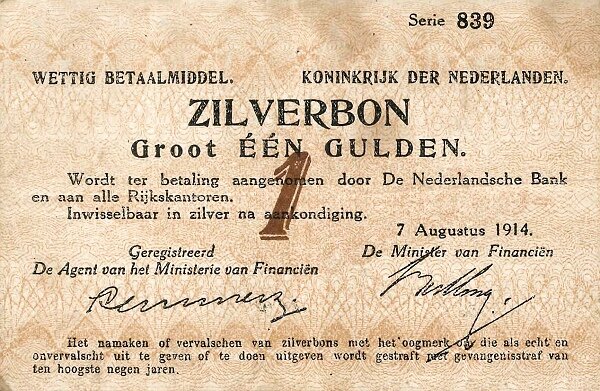 Serie 839
WETTIG BETAALMIDDEL. KONINKRIJK DER NEDERLANDEN.
ZILVERBON
Groot ÉÉN GULDEN.
1
Wordt ter betaling aangenomen door De Nederlandsche Bank
en aan alle Rijkskantoren.
Inwisselbaar in zilver na aankondiging.
7 Augustus 1914.
Geregistreerd
De Agent van het Ministerie van Financiën
De Minister van Financiën
Het namaken of vervalschen van zilverbons met het oogmerk om die als echt en
onvervalscht uit te geven of te doen uitgeven wordt gestraft met gevangenisstraf van
ten hoogste negen jaren.